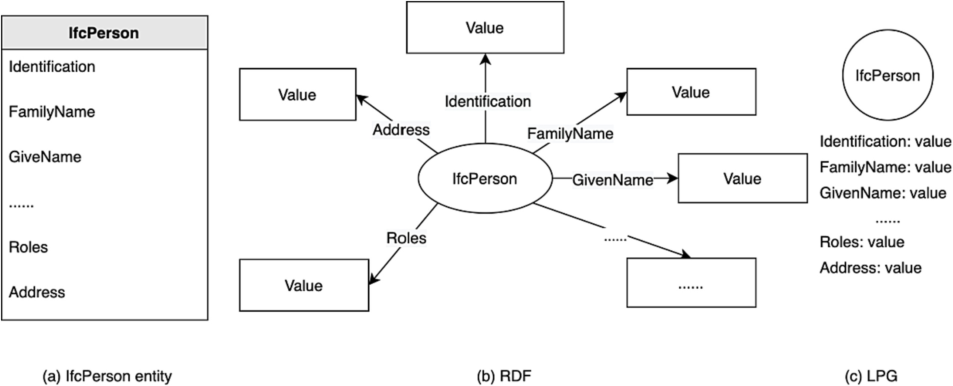 IfcPerson
Identification
FamilyName
GiveName
......
Roles
Address
(a) IfcPerson entity
Value
Value
Identification
Value
Address
FamilyName
IfcPerson
GivenName
Value
Roles
......
Value
......
(b) RDF
IfcPerson
Identification: value
FamilyName: value
GivenName: value
......
Roles: value
Address: value
(c) LPG